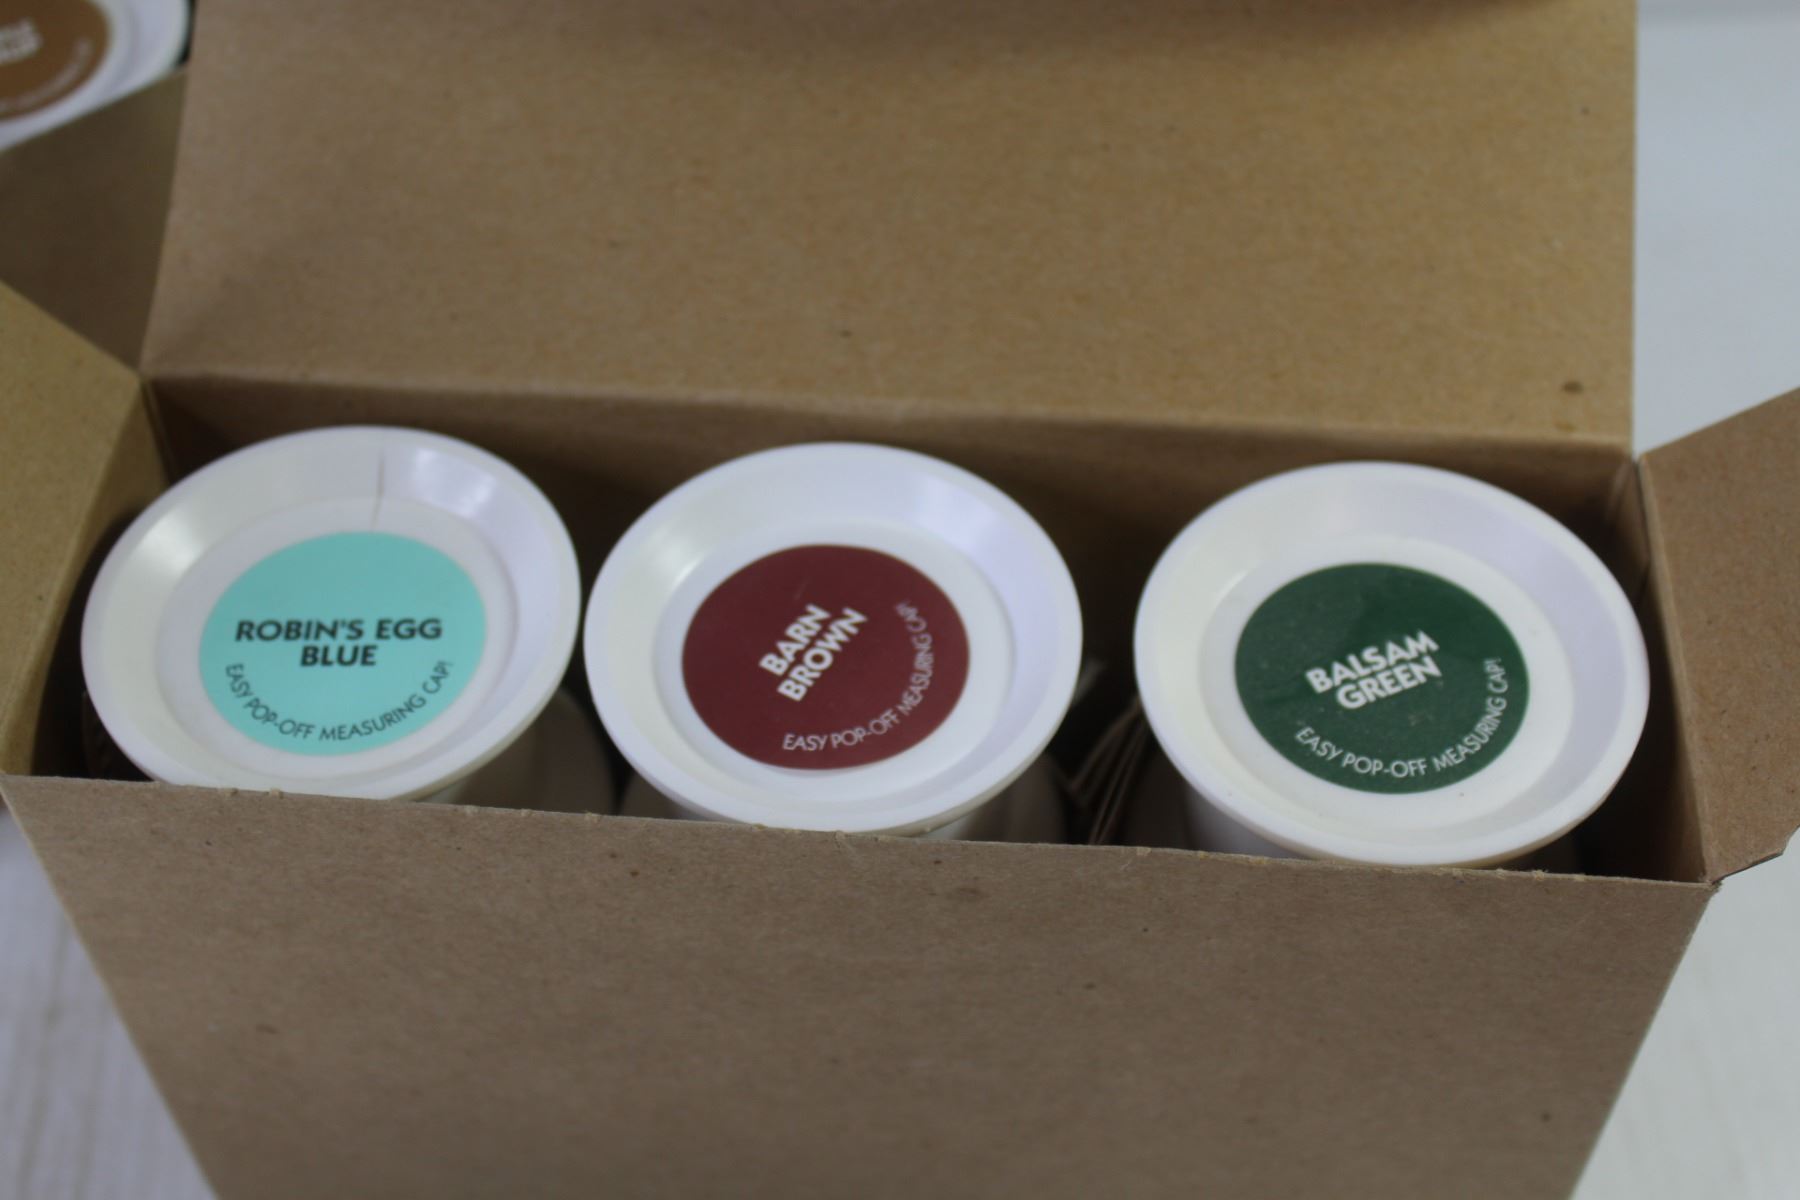 ROBIN'S EGG
BLUE
EASY POP-OFF MEASURING CAP!
BARN
BROWN
EASY POP-OFF MEASURING CAP!
BALSAM
GREEN
EASY POP-OFF MEASURING CAP!